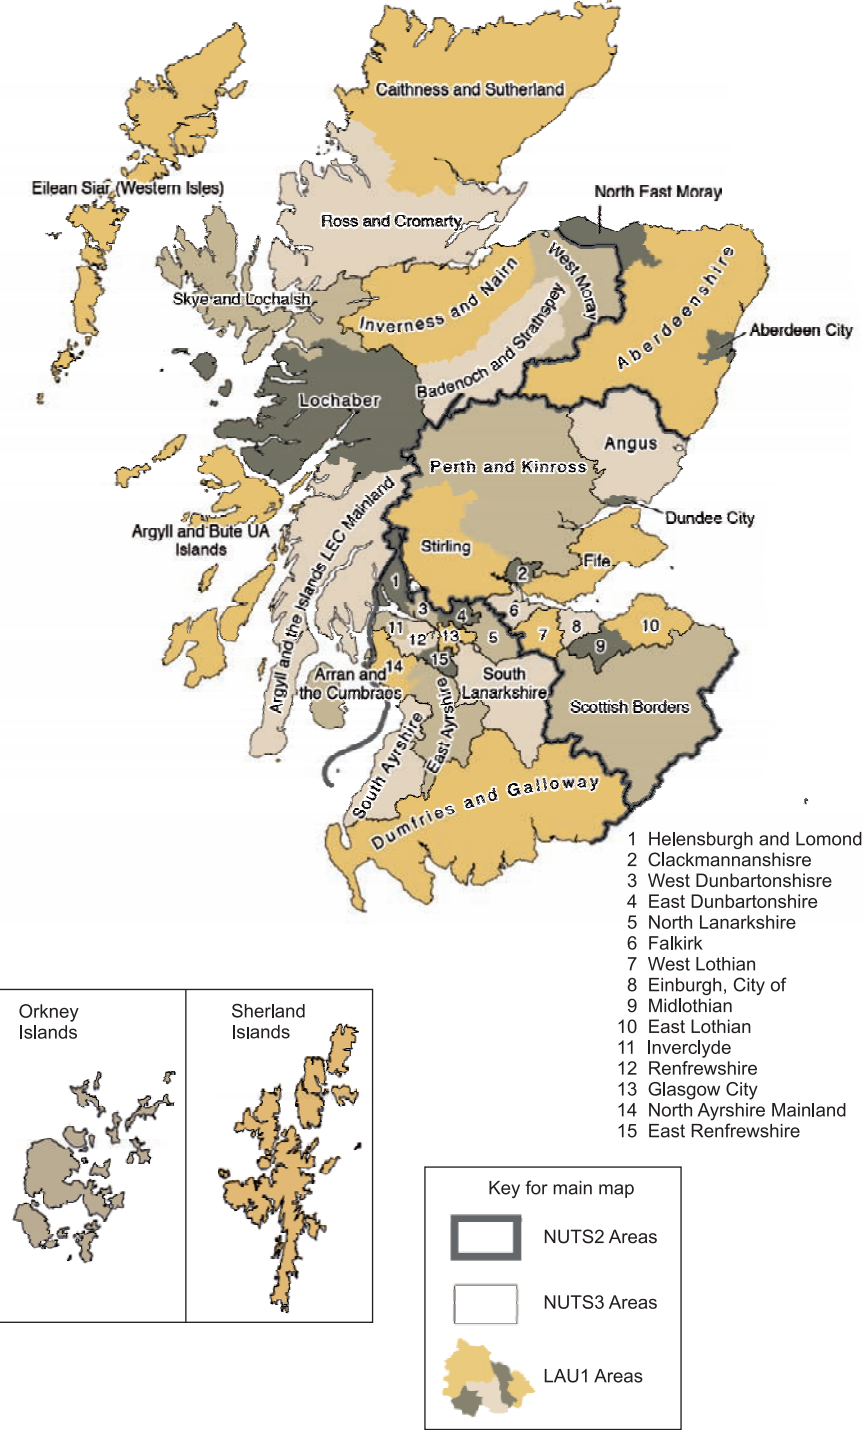 Caithness and Sutherland
Eilean Siar (Western Isles)
North East Moray
Ross and Cromarty
West Moray
Skye and Lochalsh
Inverness and Nairn
Aberdeenshire
Aberdeen City
Badenoch and Strathspey
Lochaber
Angus
Perth and Kinross
Argyll and Bute UA
Islands
Argyll and the Islands LEC Mainland
Dundee City
Stirling
Fife
1
2
3
4
5
6
7
8
9
10
11
12
13
14
15
Arran and
the Cumbraes
South
Lanarkshire
East Ayrshire
South Ayrshire
Scottish Borders
Dumfries and Galloway
1 Helensburgh and Lomond
2 Clackmannanshisre
3 West Dunbartonshisre
4 East Dunbartonshire
5 North Lanarkshire
6 Falkirk
7 West Lothian
8 Einburgh, City of
9 Midlothian
10 East Lothian
11 Inverclyde
12 Renfrewshire
13 Glasgow City
14 North Ayrshire Mainland
15 East Renfrewshire
Orkney
Islands
Sherland
Islands
Key for main map
NUTS2 Areas
NUTS3 Areas
LAU1 Areas